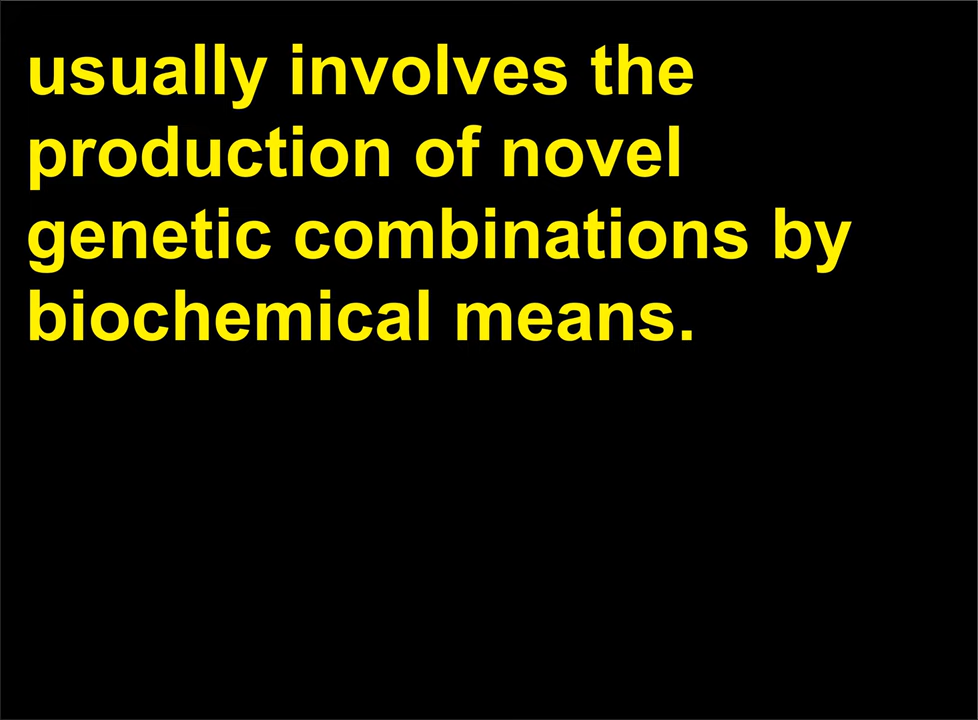 usually involves the
production of novel
genetic combinations by
biochemical means.